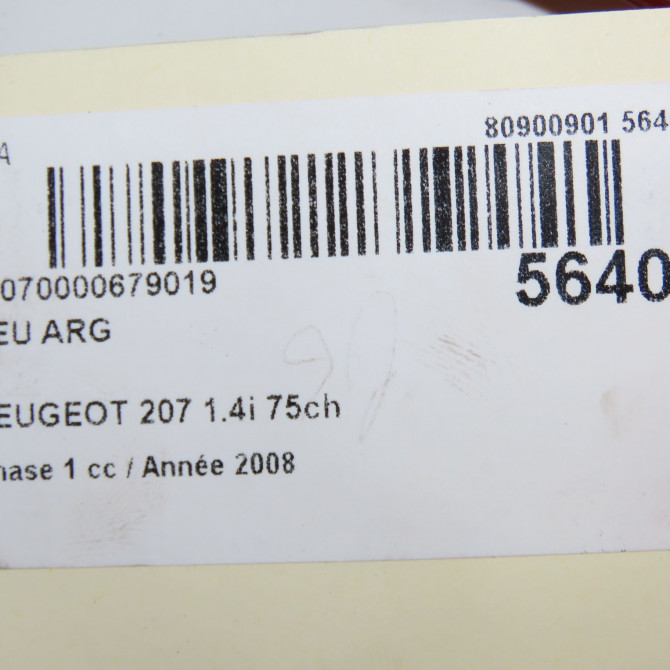 80900901 564
A
070000679019
5640
EU ARG
EUGEOT 207 1.4i 75ch
hase 1 cc / Année 2008